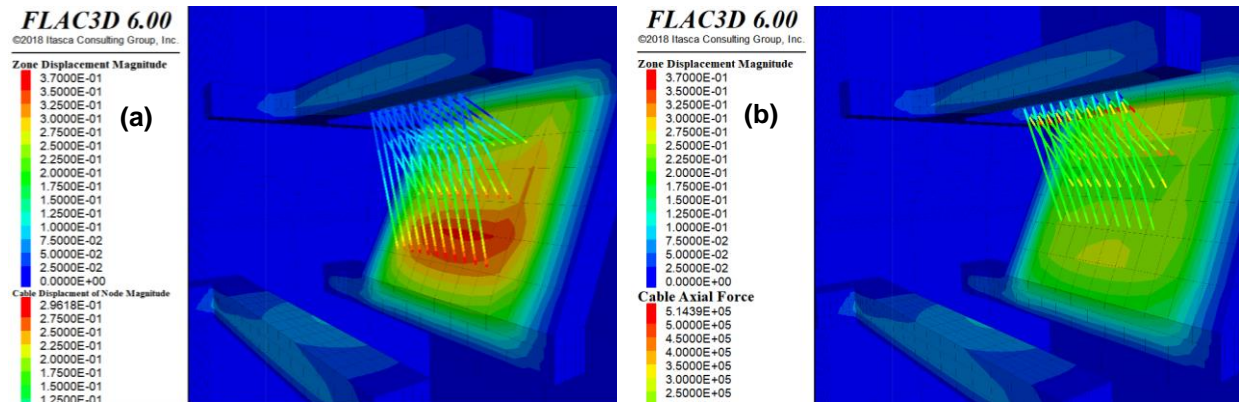 FLAC3D 6.00
©2018 Itasca Consulting Group, Inc.
Zone Displacement Magnitude
3.7000E-01
3.5000E-01
3.2500E-01
3.0000E-01
2.7500E-01
2.5000E-01
2.2500E-01
2.0000E-01
1.7500E-01
1.5000E-01
1.2500E-01
1.0000E-01
7.5000E-02
5.0000E-02
2.5000E-02
0.0000E+00
Cable Displacment of Node Magnitude
2.9618E-01
2.7500E-01
2.5000E-01
2.2500E-01
2.0000E-01
1.7500E-01
1.5000E-01
1.2500E-01
(a)
FLAC3D 6.00
©2018 Itasca Consulting Group, Inc.
Zone Displacement Magnitude
3.7000E-01
3.5000E-01
3.2500E-01
3.0000E-01
2.7500E-01
2.5000E-01
2.2500E-01
2.0000E-01
1.7500E-01
1.5000E-01
1.2500E-01
1.0000E-01
7.5000E-02
5.0000E-02
2.5000E-02
0.0000E+00
Cable Axial Force
5.1439E+05
5.0000E+05
4.5000E+05
4.0000E+05
3.5000E+05
3.0000E+05
2.5000E+05
(b)